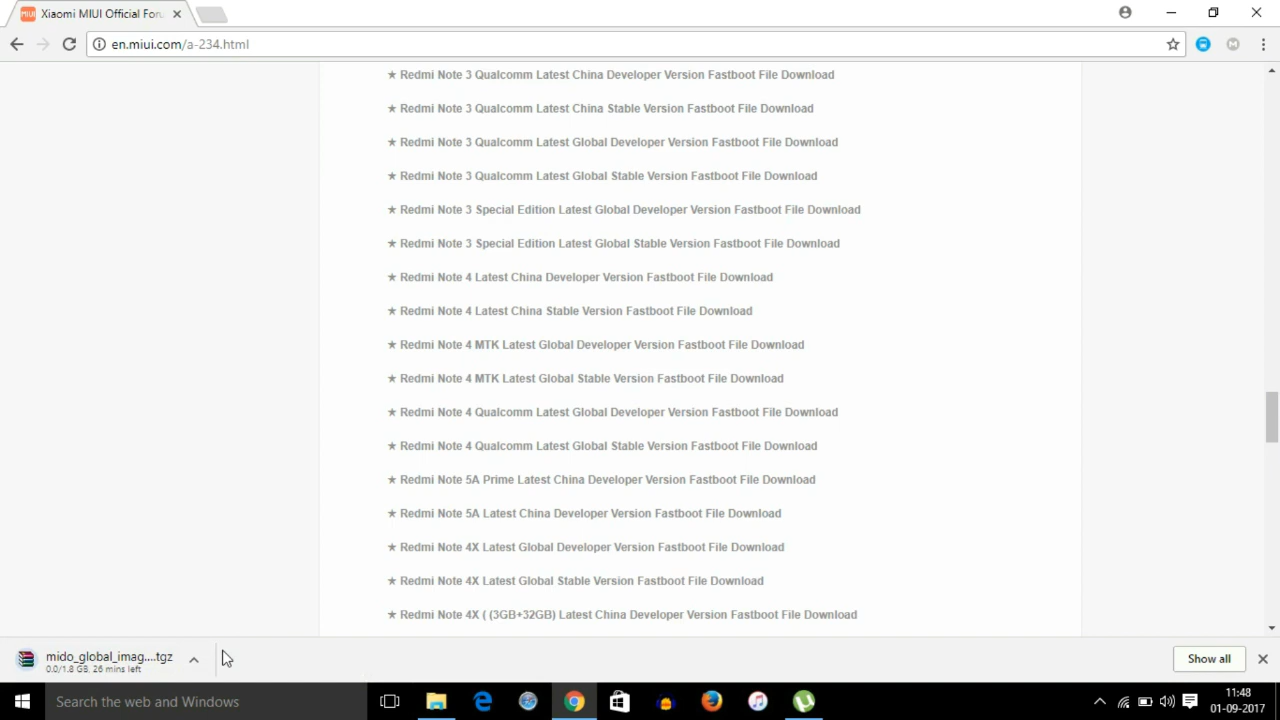 Xiaomi MIUI Official Foru
en.miui.com/a-234.html
★ Redmi Note 3 Qualcomm Latest China Developer Version Fastboot File Download
★ Redmi Note 3 Qualcomm Latest China Stable Version Fastboot File Download
★ Redmi Note 3 Qualcomm Latest Global Developer Version Fastboot File Download
★ Redmi Note 3 Qualcomm Latest Global Stable Version Fastboot File Download
★ Redmi Note 3 Special Edition Latest Global Developer Version Fastboot File Download
★ Redmi Note 3 Special Edition Latest Global Stable Version Fastboot File Download
★ Redmi Note 4 Latest China Developer Version Fastboot File Download
★ Redmi Note 4 Latest China Stable Version Fastboot File Download
★ Redmi Note 4 MTK Latest Global Developer Version Fastboot File Download
★ Redmi Note 4 MTK Latest Global Stable Version Fastboot File Download
★ Redmi Note 4 Qualcomm Latest Global Developer Version Fastboot File Download
★ Redmi Note 4 Qualcomm Latest Global Stable Version Fastboot File Download
★ Redmi Note 5A Prime Latest China Developer Version Fastboot File Download
★ Redmi Note 5A Latest China Developer Version Fastboot File Download
★ Redmi Note 4X Latest Global Developer Version Fastboot File Download
★ Redmi Note 4X Latest Global Stable Version Fastboot File Download
★ Redmi Note 4X ( (3GB+32GB) Latest China Developer Version Fastboot File Download
mido_global_imag....tgz
0.0/1.8 GB, 26 mins left
Show all
Search the web and Windows
11:48
01-09-2017